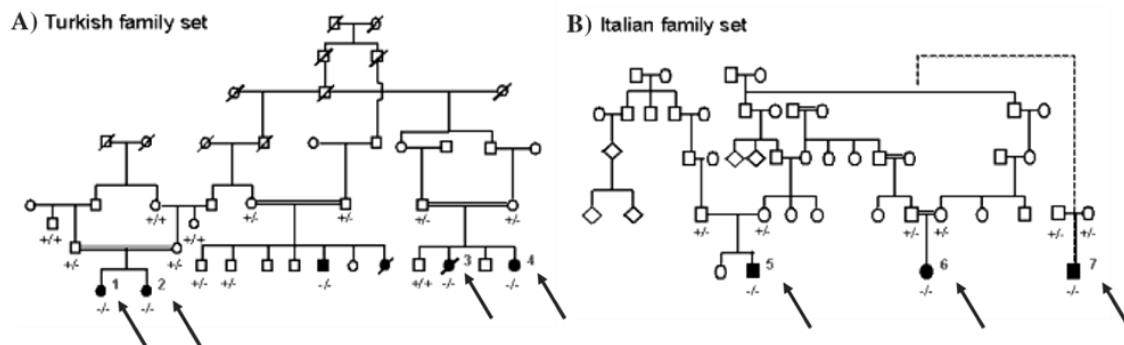 A) Turkish family set
B) Italian family set
+/+ +/+ +/+ +/- +/-
+/- +/- +/- +/-
1 2 +/- +/- -/- +/+ 3 -/- 4 -/-
-/- -/-
+/- +/- +/- +/- +/- +/-
5 6 7
-/- -/- -/-